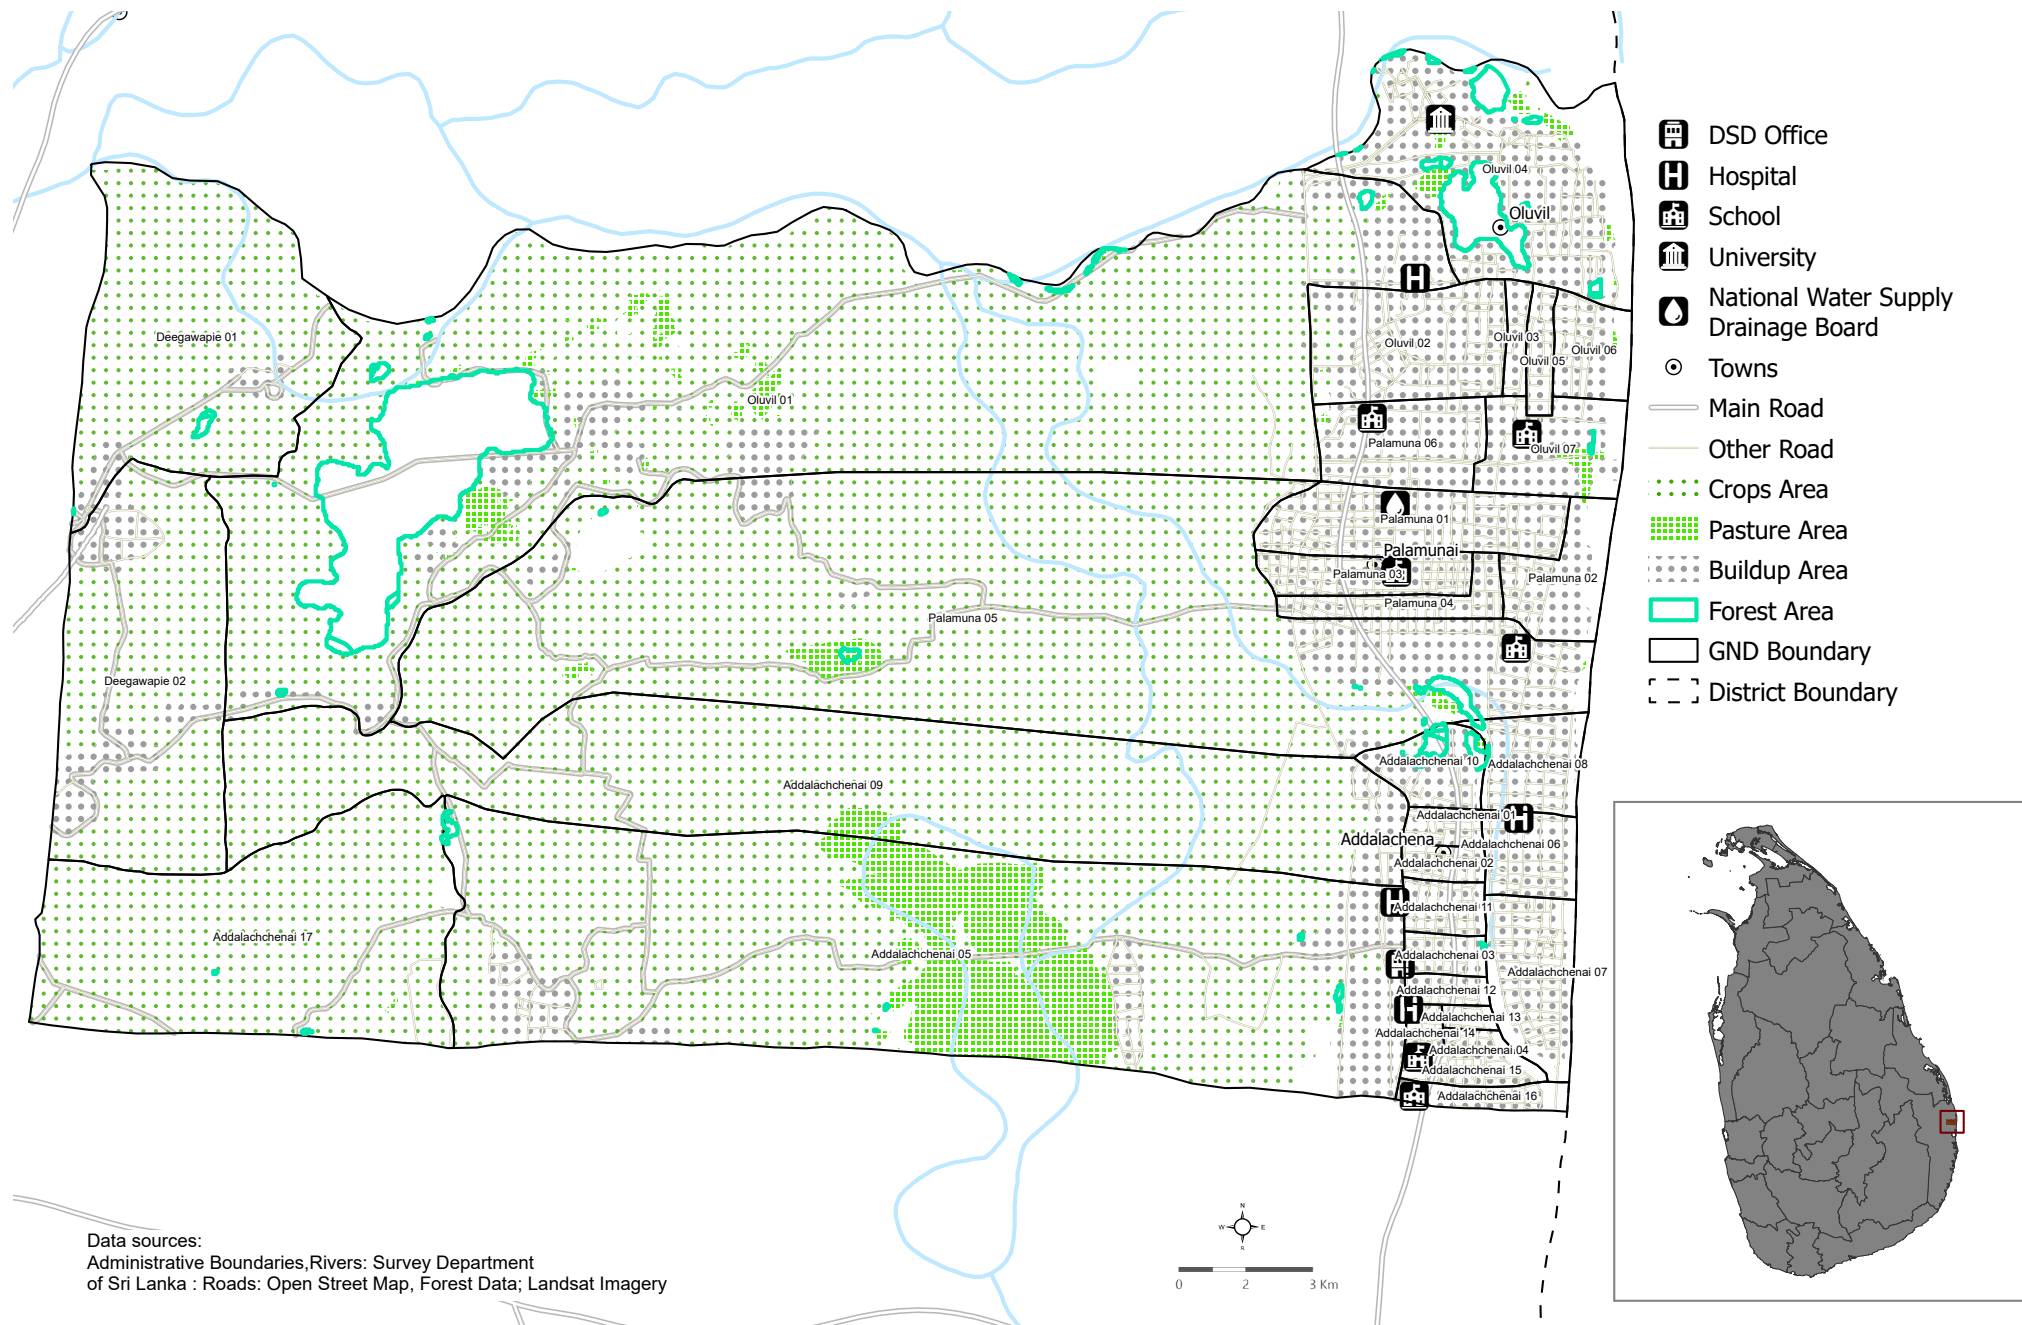 DSD Office
Hospital
School
University
National Water Supply
Drainage Board
Towns
Main Road
Other Road
Crops Area
Pasture Area
Buildup Area
Forest Area
GND Boundary
District Boundary
Oluvil 04
Oluvil
Deegawapie 01
Oluvil 02
Oluvil 03
Oluvil 05
Oluvil 06
Oluvil 01
Palamuna 06
Oluvil 07
Palamuna 01
Palamunai
Palamuna 03
Palamuna 02
Palamuna 04
Palamuna 05
Deegawapie 02
Addalachchenai 10
Addalachchenai 08
Addalachchenai 09
Addalachchenai 01
Addalachena
Addalachchenai 06
Addalachchenai 02
Addalachchenai 11
Addalachchenai 17
Addalachchenai 05
Addalachchenai 03
Addalachchenai 07
Addalachchenai 12
Addalachchenai 13
Addalachchenai 14
Addalachchenai 04
Addalachchenai 15
Addalachchenai 16
Data sources:
Administrative Boundaries,Rivers: Survey Department
of Sri Lanka : Roads: Open Street Map, Forest Data; Landsat Imagery
N
W E
0 2 3 Km